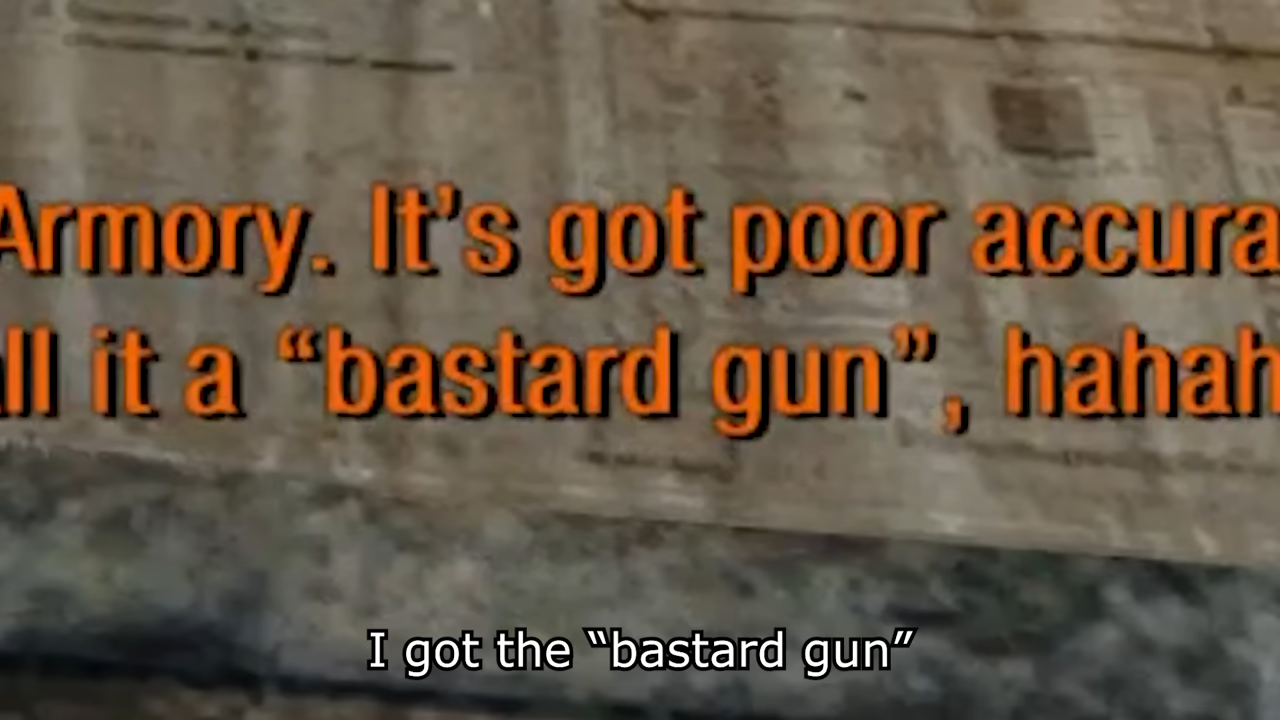 Armory. It's got poor accura
ll it a “bastard gun”, hahah
I got the “bastard gun”